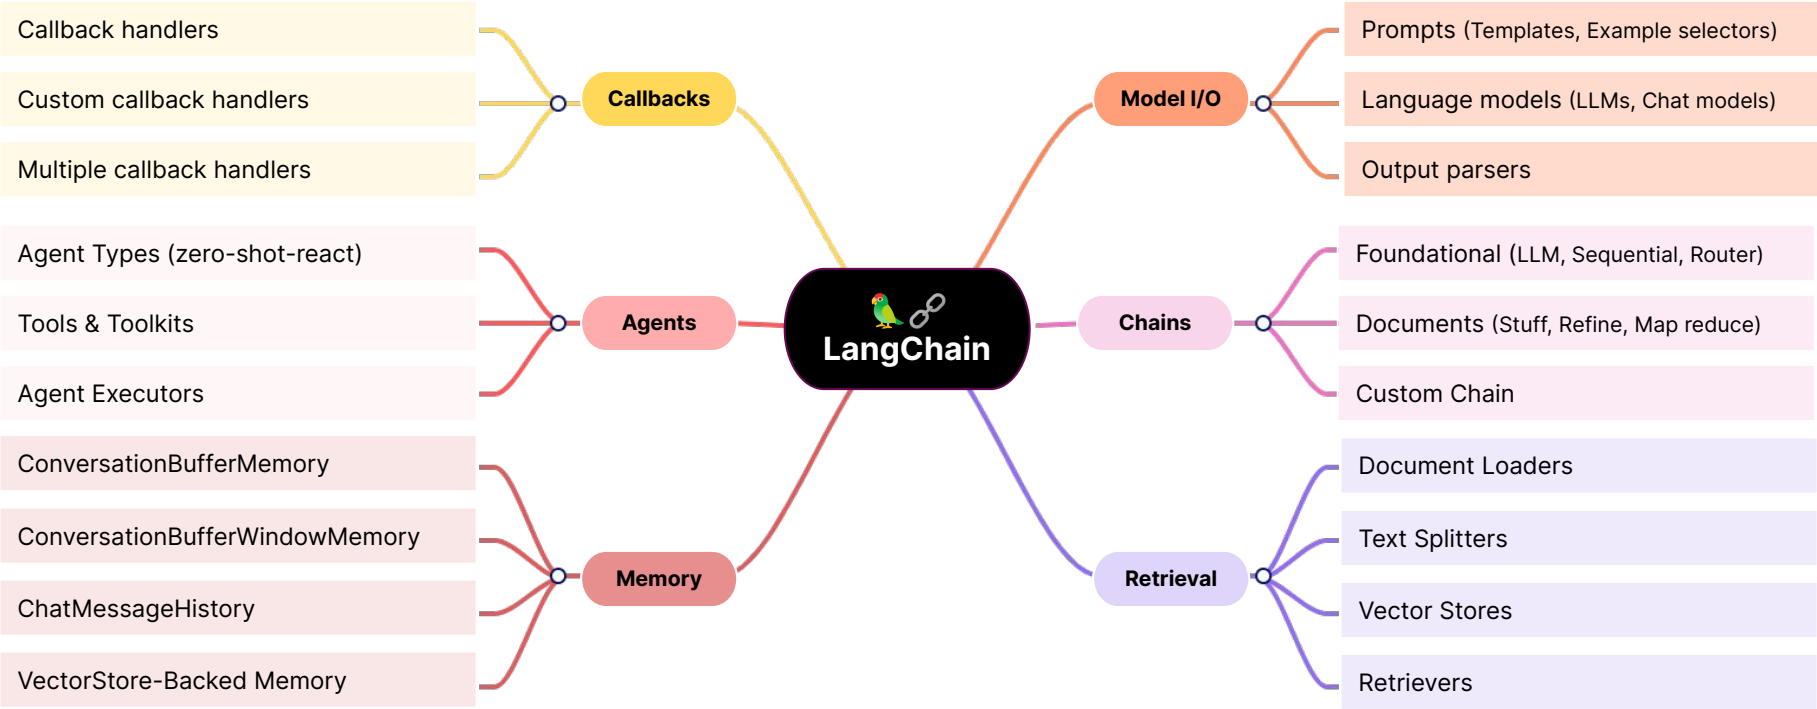 Callback handlers
Custom callback handlers
Multiple callback handlers
Callbacks
Agent Types (zero-shot-react)
Tools & Toolkits
Agent Executors
Agents
ConversationBufferMemory
ConversationBufferWindowMemory
ChatMessageHistory
VectorStore-Backed Memory
Memory
LangChain
Model I/O
Prompts (Templates, Example selectors)
Language models (LLMs, Chat models)
Output parsers
Chains
Foundational (LLM, Sequential, Router)
Documents (Stuff, Refine, Map reduce)
Custom Chain
Retrieval
Document Loaders
Text Splitters
Vector Stores
Retrievers